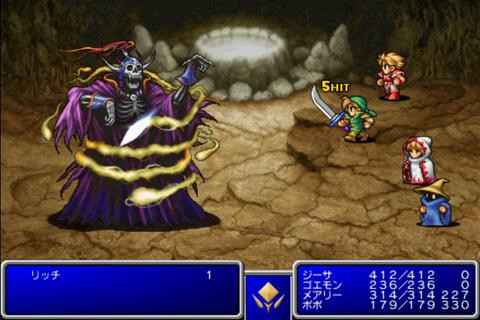 5HIT
リッチ 1
ジーサ 412/412 0
ゴエモン 236/236 0
メアリー 314/314 227
ポポ 179/179 330